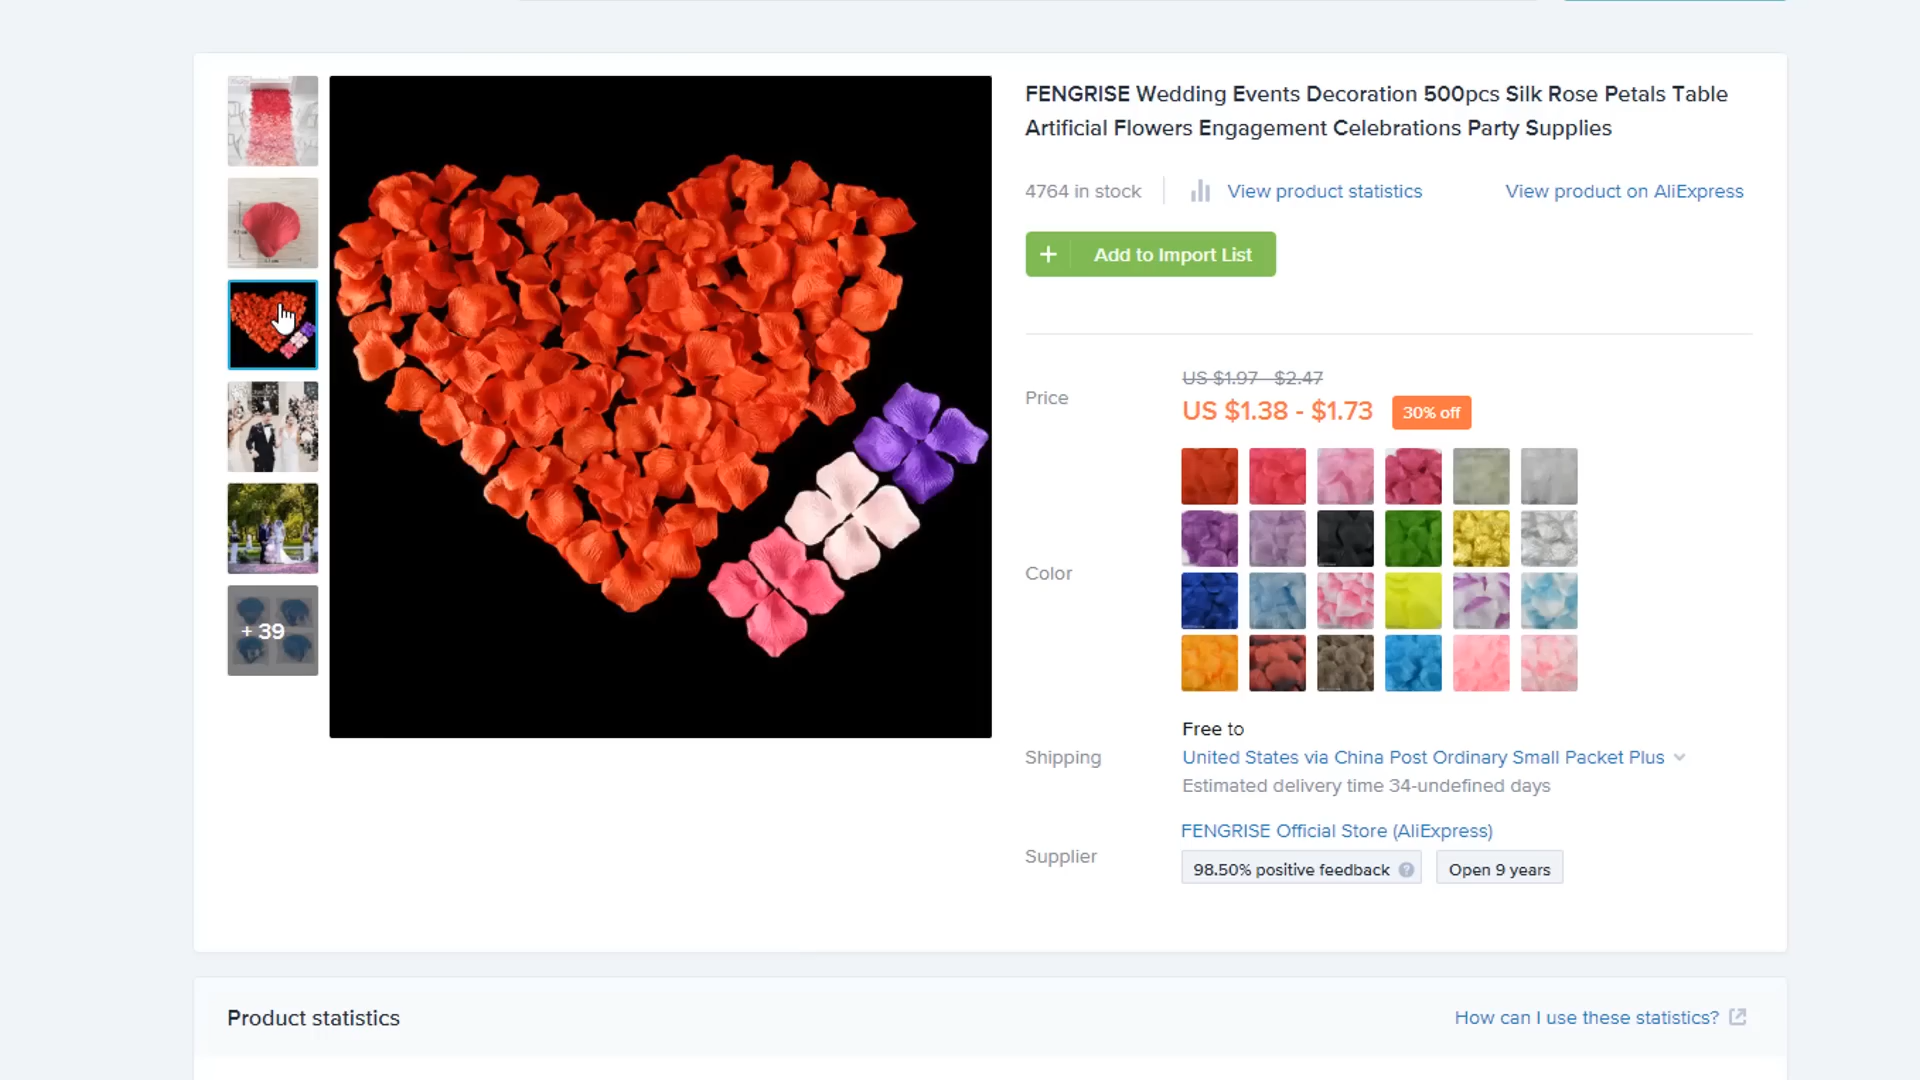 FENGRISE Wedding Events Decoration 500pcs Silk Rose Petals Table
Artificial Flowers Engagement Celebrations Party Supplies
4764 in stock
View product statistics
View product on AliExpress
+ Add to Import List
Price
US $1.97 - $2.47
US $1.38 - $1.73
30% off
Color
+ 39
Shipping
Free to
United States via China Post Ordinary Small Packet Plus
Estimated delivery time 34-undefined days
Supplier
FENGRISE Official Store (AliExpress)
98.50% positive feedback ?
Open 9 years
Product statistics
How can I use these statistics?